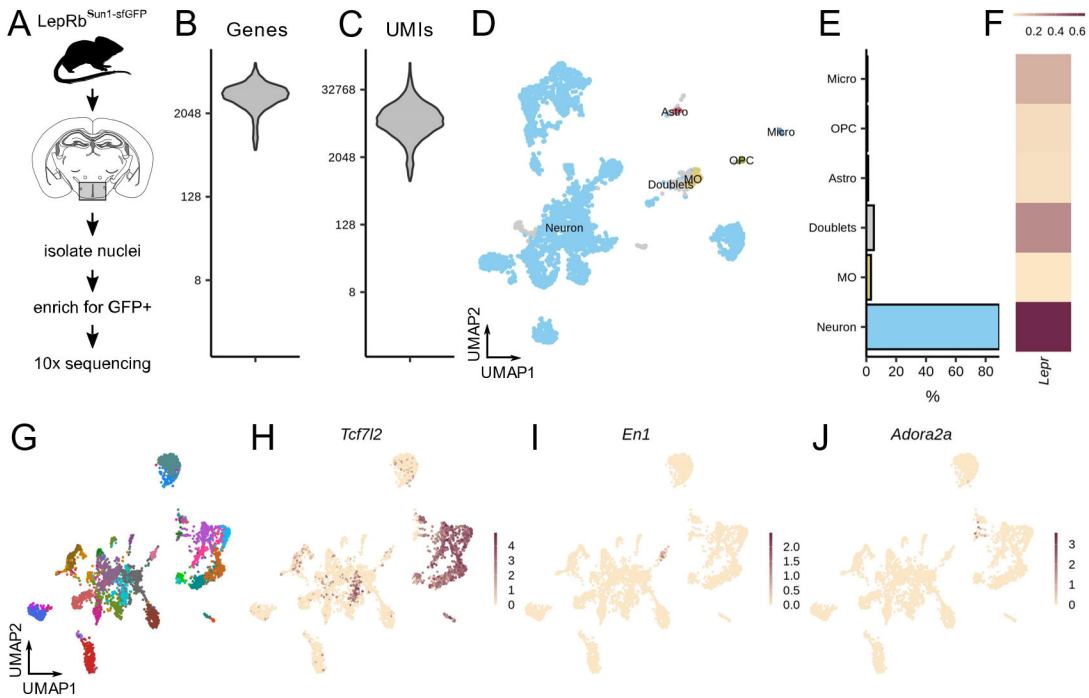 A
LepRb^Sun1-sfGFP
isolate nuclei
enrich for GFP+
10x sequencing
B
Genes
2048
128
8
C
UMIs
32768
2048
128
8
D
Astro
Micro
OPC
MO
Doublets
Neuron
UMAP2
UMAP1
E
Micro
OPC
Astro
Doublets
MO
Neuron
0 20 40 60 80
%
F
0.2 0.4 0.6
Lepr
G
UMAP2
UMAP1
H
Tcf7l2
4
3
2
1
0
I
En1
2.0
1.5
1.0
0.5
0.0
J
Adora2a
3
2
1
0